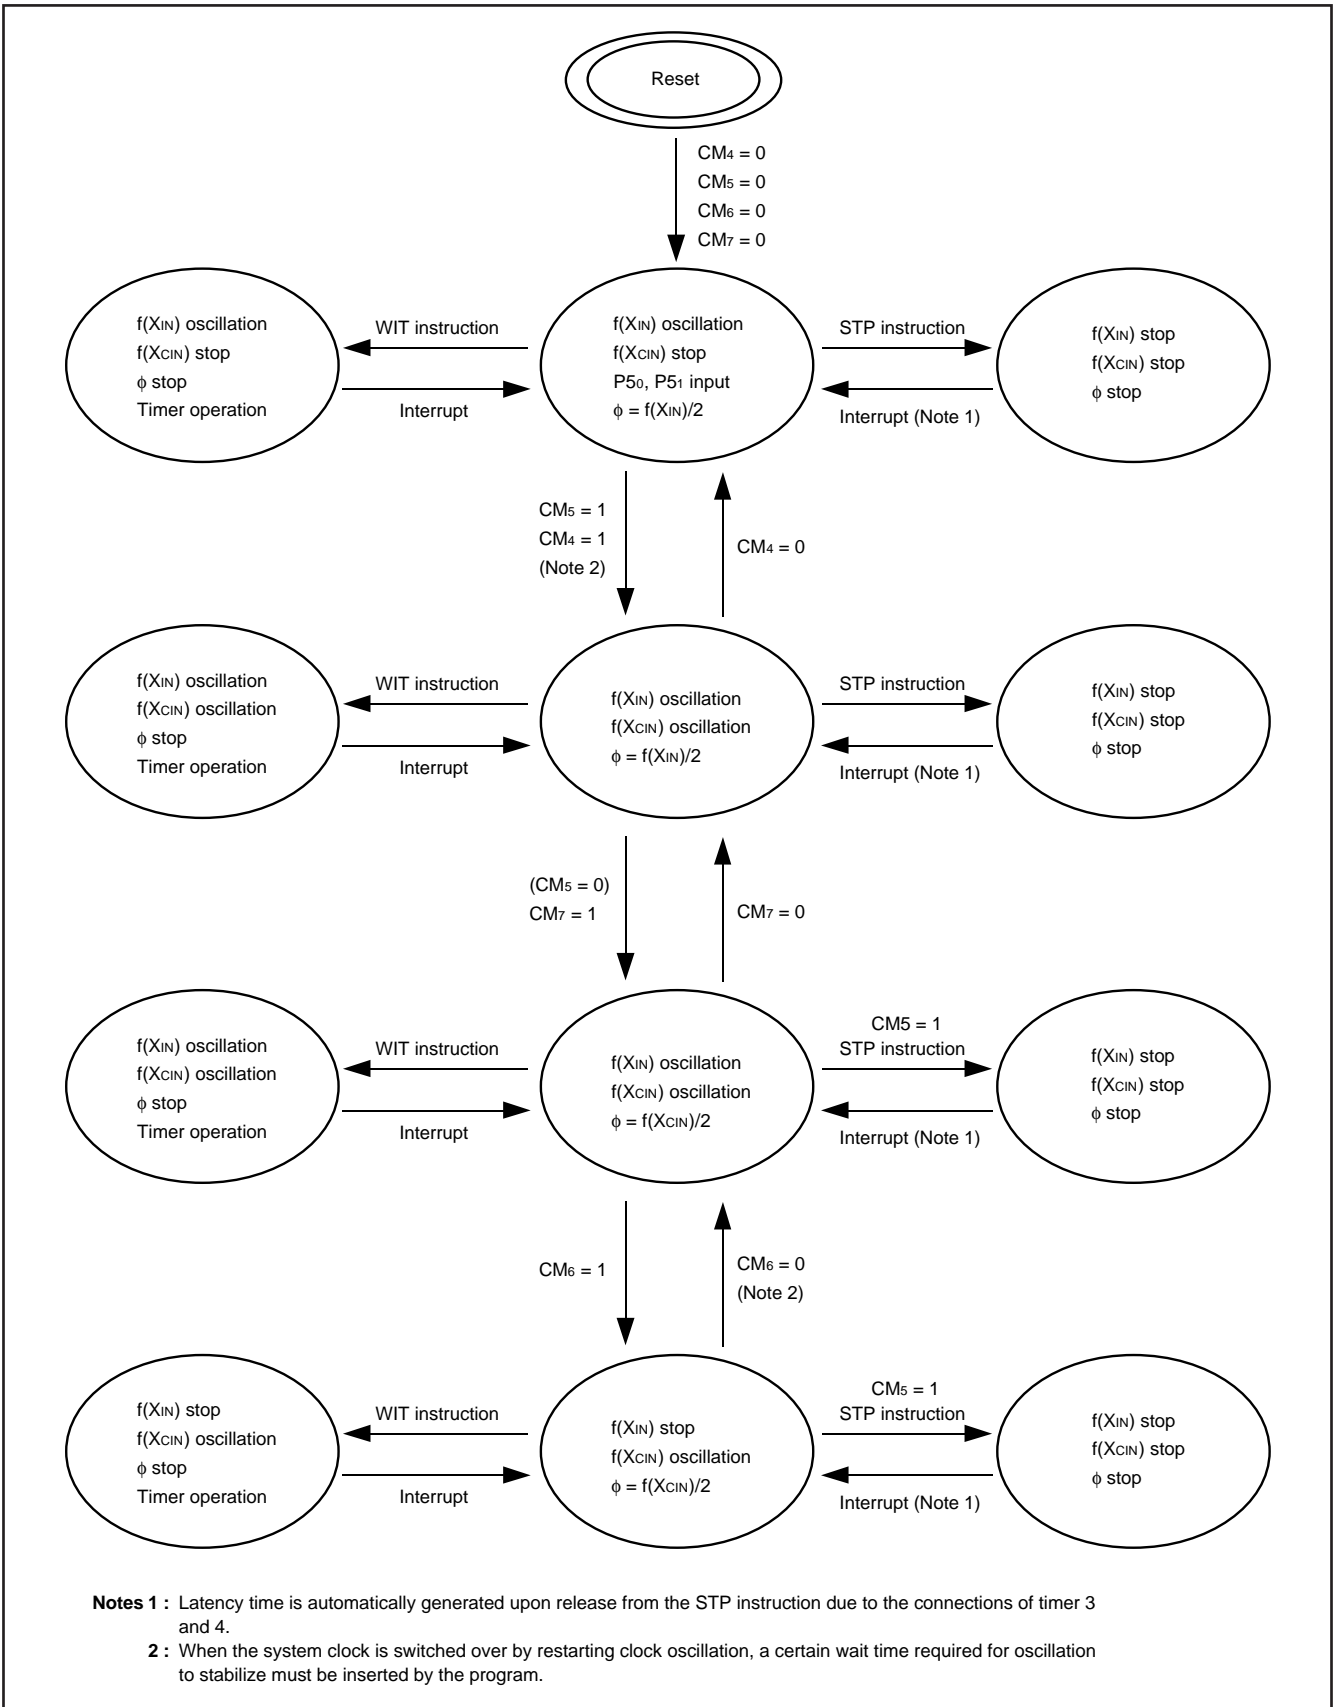 Reset
CM4 = 0
CM5 = 0
CM6 = 0
CM7 = 0
f(XIN) oscillation
f(XCIN) stop
φ stop
Timer operation
WIT instruction
Interrupt
f(XIN) oscillation
f(XCIN) stop
P50, P51 input
φ = f(XIN)/2
STP instruction
Interrupt (Note 1)
f(XIN) stop
f(XCIN) stop
φ stop
CM5 = 1
CM4 = 1
(Note 2)
CM4 = 0
f(XIN) oscillation
f(XCIN) oscillation
φ stop
Timer operation
WIT instruction
Interrupt
f(XIN) oscillation
f(XCIN) oscillation
φ = f(XIN)/2
STP instruction
Interrupt (Note 1)
f(XIN) stop
f(XCIN) stop
φ stop
(CM5 = 0)
CM7 = 1
CM7 = 0
f(XIN) oscillation
f(XCIN) oscillation
φ stop
Timer operation
WIT instruction
Interrupt
f(XIN) oscillation
f(XCIN) oscillation
φ = f(XCIN)/2
CM5 = 1
STP instruction
Interrupt (Note 1)
f(XIN) stop
f(XCIN) stop
φ stop
CM6 = 1
CM6 = 0
(Note 2)
f(XIN) stop
f(XCIN) oscillation
φ stop
Timer operation
WIT instruction
Interrupt
f(XIN) stop
f(XCIN) oscillation
φ = f(XCIN)/2
CM5 = 1
STP instruction
Interrupt (Note 1)
f(XIN) stop
f(XCIN) stop
φ stop
Notes 1 : Latency time is automatically generated upon release from the STP instruction due to the connections of timer 3
and 4.
2 : When the system clock is switched over by restarting clock oscillation, a certain wait time required for oscillation
to stabilize must be inserted by the program.